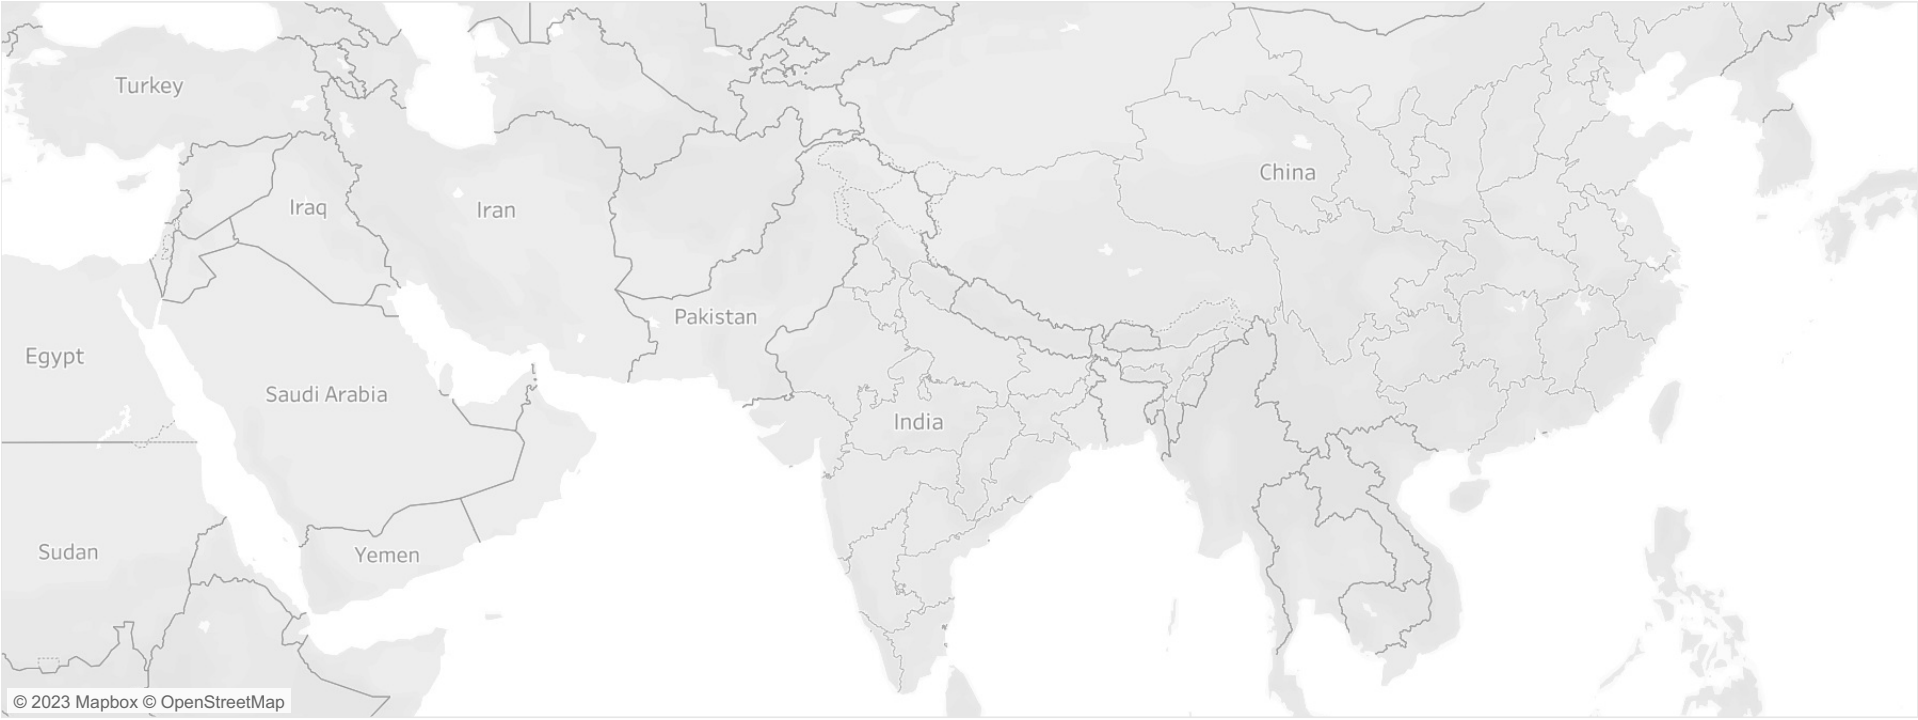 Turkey
China
Iraq
Iran
Pakistan
Egypt
Saudi Arabia
India
Sudan
Yemen
© 2023 Mapbox © OpenStreetMap